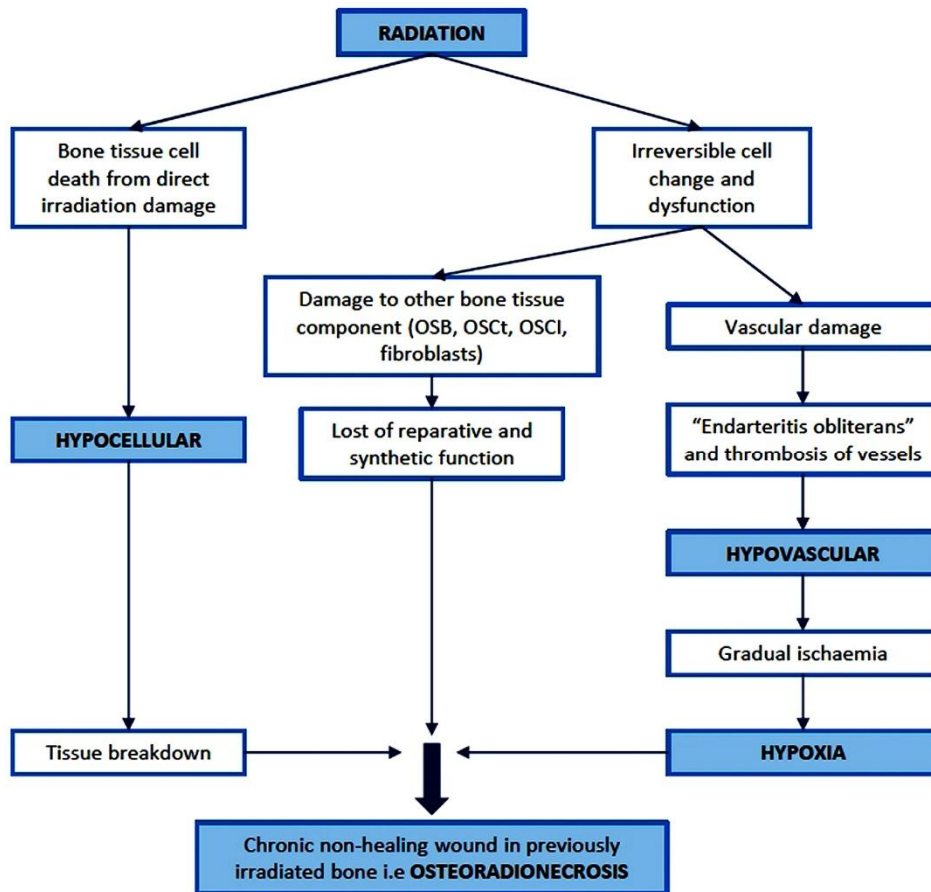 RADIATION
Bone tissue cell
death from direct
irradiation damage
Irreversible cell
change and
dysfunction
Damage to other bone tissue
component (OSB, OSCt, OSCI,
fibroblasts)
Vascular damage
HYPOCELLULAR
Lost of reparative and
synthetic function
“Endarteritis obliterans”
and thrombosis of vessels
HYPOVASCULAR
Gradual ischaemia
Tissue breakdown
HYPOXIA
Chronic non-healing wound in previously
irradiated bone i.e OSTEORADIONECROSIS